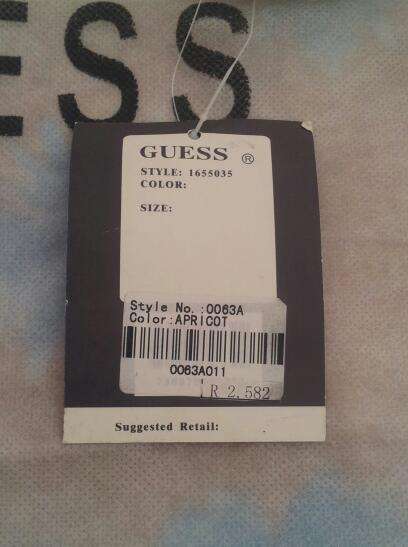 ESS
GUESS ®
STYLE: 1655035
COLOR:
SIZE:
Style No.:0063A
Color:APRICOT
0063A011
R 2,582
Suggested Retail: